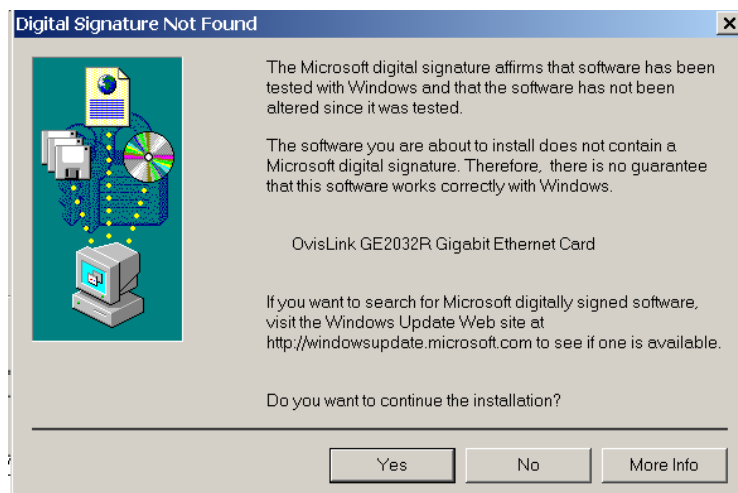 Digital Signature Not Found
The Microsoft digital signature affirms that software has been
tested with Windows and that the software has not been
altered since it was tested.
The software you are about to install does not contain a
Microsoft digital signature. Therefore, there is no guarantee
that this software works correctly with Windows.
OvisLink GE2032R Gigabit Ethernet Card
If you want to search for Microsoft digitally signed software,
visit the Windows Update Web site at
http://windowsupdate.microsoft.com to see if one is available.
Do you want to continue the installation?
Yes No More Info